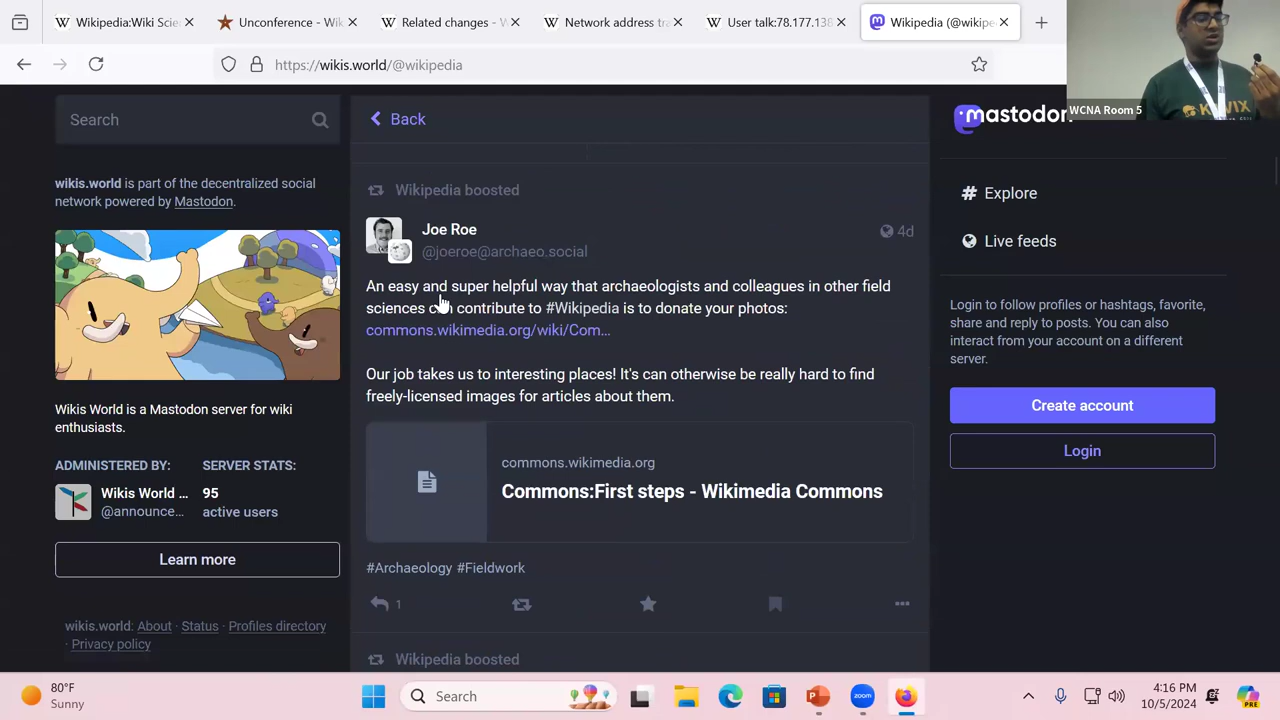 Wikipedia:Wiki Scie
Unconference - Wik
Related changes - W
Network address tra
User talk:78.177.138
Wikipedia (@wikipe
https://wikis.world/@wikipedia
WCNA Room 5
KIWIX
Search
wikis.world is part of the decentralized social
network powered by Mastodon.
Wikis World is a Mastodon server for wiki
enthusiasts.
ADMINISTERED BY:
SERVER STATS:
Wikis World ...
@announce...
95
active users
Learn more
wikis.world: About · Status · Profiles directory
· Privacy policy
Back
Wikipedia boosted
Joe Roe
@joeroe@archaeo.social
4d
An easy and super helpful way that archaeologists and colleagues in other field
sciences can contribute to #Wikipedia is to donate your photos:
commons.wikimedia.org/wiki/Com...
Our job takes us to interesting places! It's can otherwise be really hard to find
freely-licensed images for articles about them.
commons.wikimedia.org
Commons:First steps - Wikimedia Commons
#Archaeology #Fieldwork
1
Wikipedia boosted
mastodon
# Explore
Live feeds
Login to follow profiles or hashtags, favorite,
share and reply to posts. You can also
interact from your account on a different
server.
Create account
Login
80°F
Sunny
Search
zoom
4:16 PM
10/5/2024
PRE